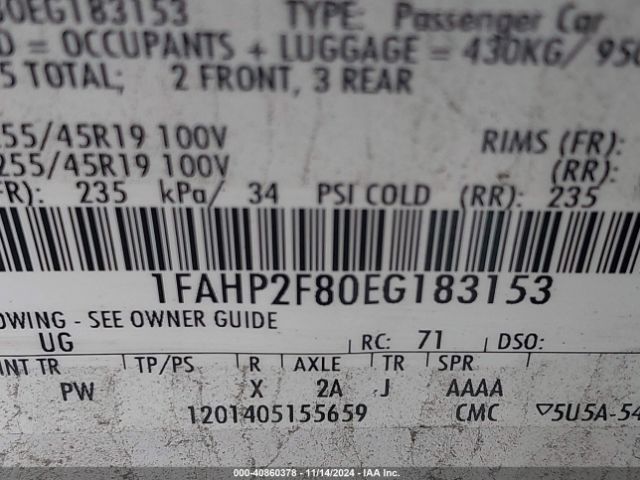 0EG183153 TYPE: Passenger Car
D = OCCUPANTS + LUGGAGE = 430KG/ 950
5 TOTAL; 2 FRONT, 3 REAR
255/45R19 100V RIMS (FR):
255/45R19 100V (RR):
FR): 235 kPa/ 34 PSI COLD (RR): 235
1FAHP2F80EG183153
OWING - SEE OWNER GUIDE
UG RC: 71 DSO:
INT TR TP/PS R AXLE TR SPR
PW X 2A J AAAA
1201405155659 CMC ▽5U5A-54
000-40860378 - 11/14/2024 - IAA Inc.